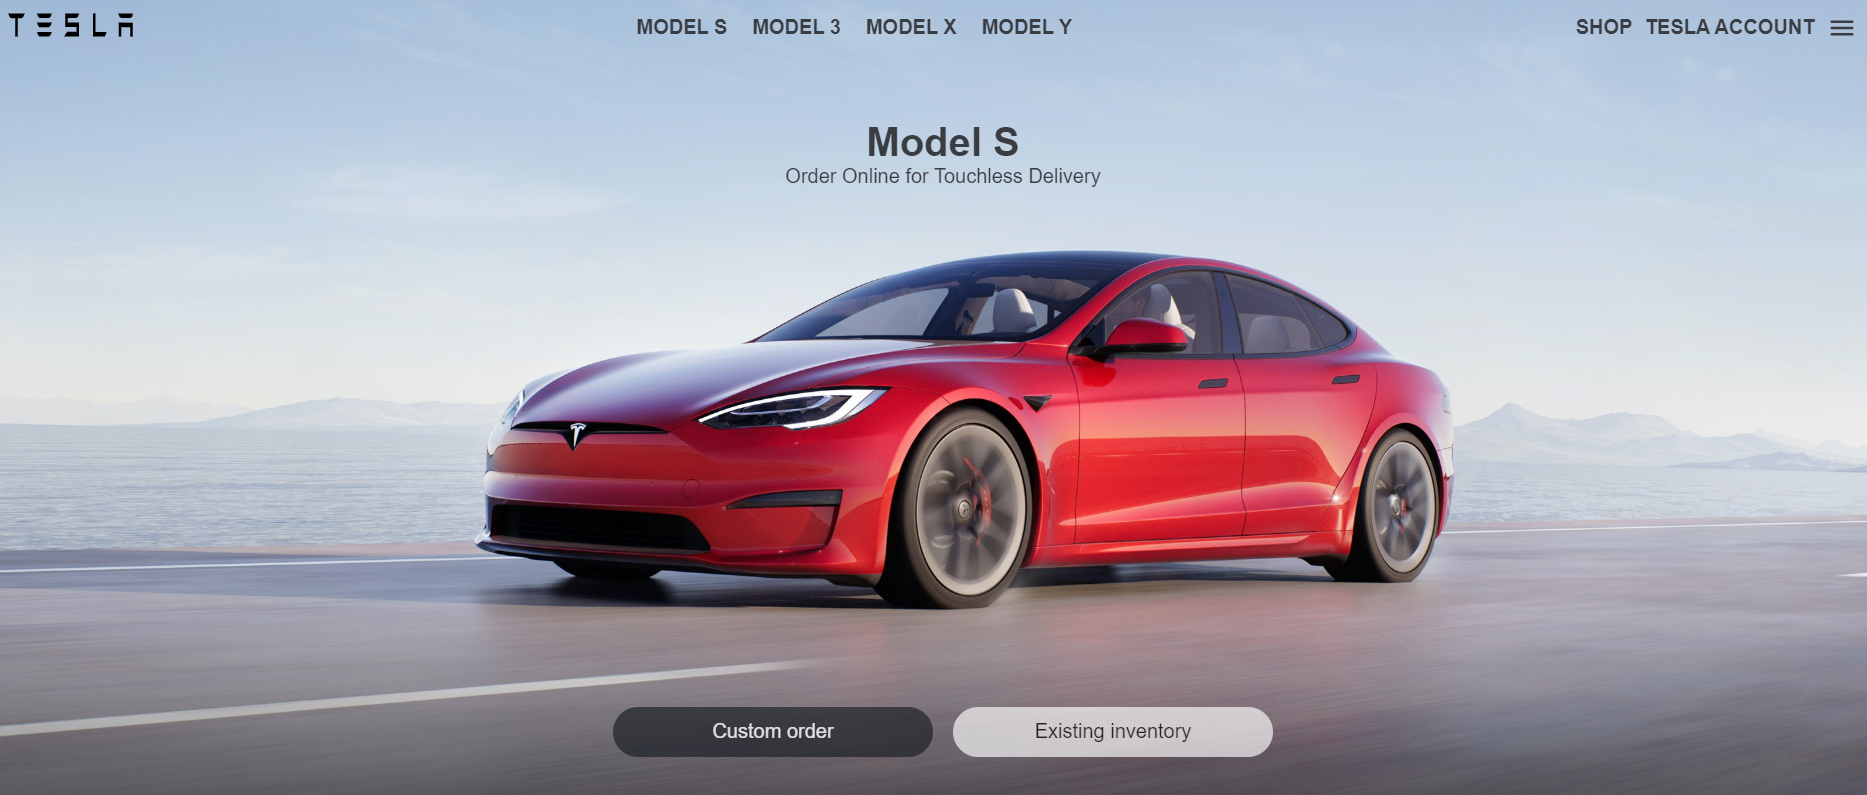 TESLA
MODEL S MODEL 3 MODEL X MODEL Y
SHOP TESLA ACCOUNT
Model S
Order Online for Touchless Delivery
Custom order
Existing inventory